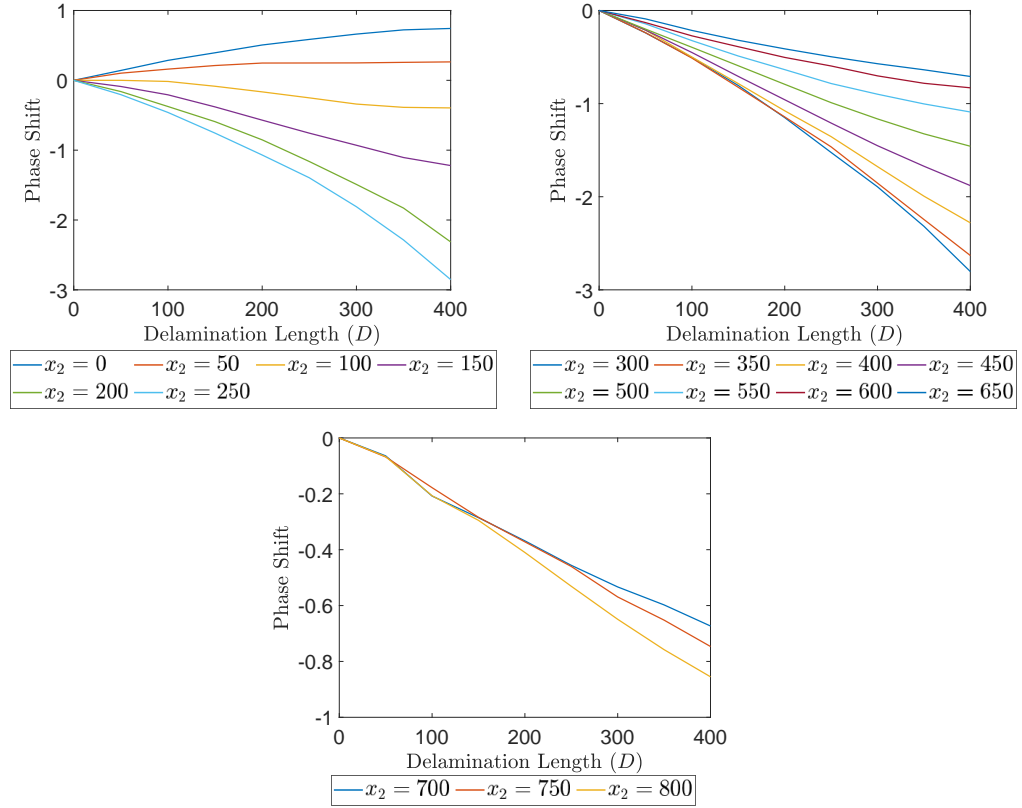 1
0
-1
-2
-3
Phase Shift
0 100 200 300 400
Delamination Length (D)
x₂ = 0 x₂ = 50 x₂ = 100 x₂ = 150
x₂ = 200 x₂ = 250
0
-1
-2
-3
Phase Shift
0 100 200 300 400
Delamination Length (D)
x₂ = 300 x₂ = 350 x₂ = 400 x₂ = 450
x₂ = 500 x₂ = 550 x₂ = 600 x₂ = 650
0
-0.2
-0.4
-0.6
-0.8
-1
Phase Shift
0 100 200 300 400
Delamination Length (D)
x₂ = 700 x₂ = 750 x₂ = 800